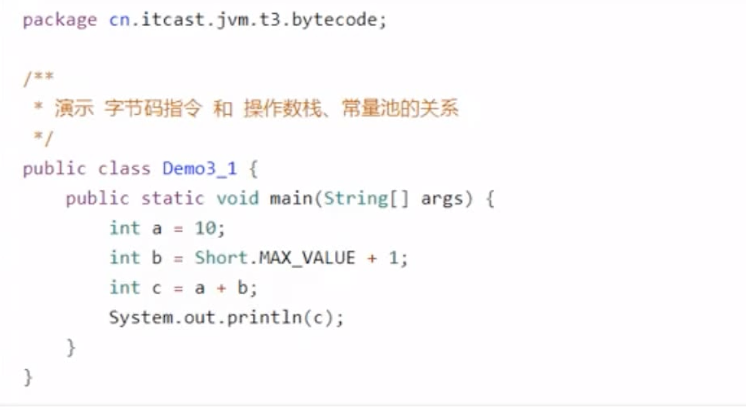 package cn.itcast.jvm.t3.bytecode;
/**
* 演示 字节码指令 和 操作数栈、常量池的关系
*/
public class Demo3_1 {
public static void main(String[] args) {
int a = 10;
int b = Short.MAX_VALUE + 1;
int c = a + b;
System.out.println(c);
}
}